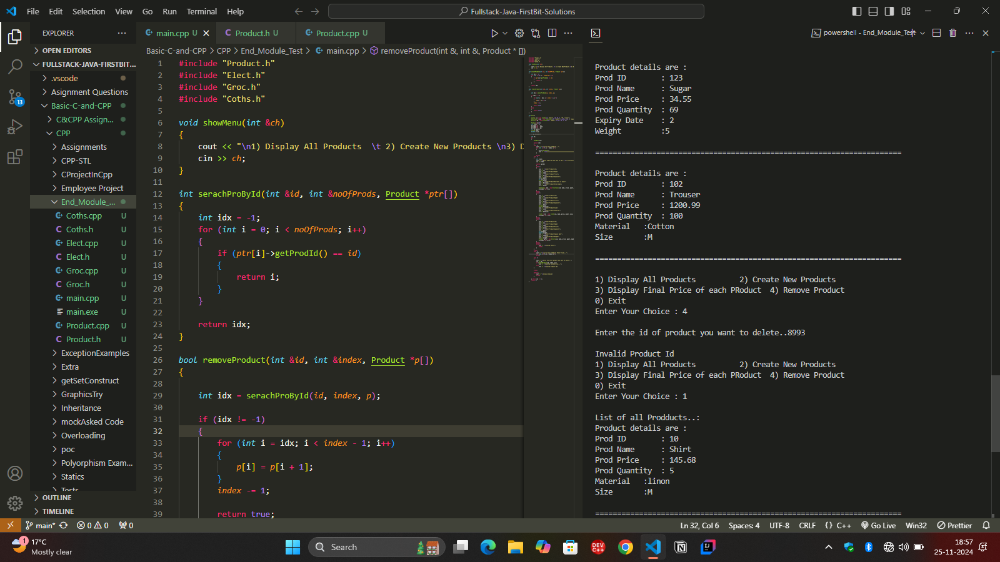 File Edit Selection View Go Run Terminal Help
Fullstack-Java-FirstBit-Solutions
EXPLORER
OPEN EDITORS
FULLSTACK-JAVA-FIRSTBIT...
.vscode
Asignment Questions
Basic-C-and-CPP
C&CPP Assign...
CPP
Assignments
CPP-STL
CProjectInCpp
Employee Project
End_Module_...
Coths.cpp U
Coths.h U
Elect.cpp U
Elect.h U
Groc.cpp U
Groc.h U
main.cpp U
main.exe U
Product.cpp U
Product.h U
ExceptionExamples
Extra
getSetConstruct
GraphicsTry
Inheritance
mockAsked Code
Overloading
poc
Polyorphism Exam...
Statics
Tests
OUTLINE
TIMELINE
13
main.cpp U Product.h U Product.cpp U
Basic-C-and-CPP > CPP > End_Module_Test > main.cpp > removeProduct(int &, int &, Product * [])
1 #include "Product.h"
2 #include "Elect.h"
3 #include "Groc.h"
4 #include "Coths.h"
5
6 void showMenu(int &ch)
7 {
8 cout << "\n1) Display All Products  \t 2) Create New Products \n3) D
9 cin >> ch;
10 }
11
12 int serachProById(int &id, int &noOfProds, Product *ptr[])
13 {
14 int idx = -1;
15 for (int i = 0; i < noOfProds; i++)
16 {
17 if (ptr[i]->getProdId() == id)
18 {
19 return i;
20 }
21 }
22
23 return idx;
24 }
25
26 bool removeProduct(int &id, int &index, Product *p[])
27 {
28
29 int idx = serachProById(id, index, p);
30
31 if (idx != -1)
32 {
33 for (int i = idx; i < index - 1; i++)
34 {
35 p[i] = p[i + 1];
36 }
37 index -= 1;
38
39 return true;
powershell - End_Module_Test
Product details are :
Prod ID : 123
Prod Name : Sugar
Prod Price : 34.55
Prod Quantity : 69
Expiry Date : 2
Weight :5
======================================================================
Product details are :
Prod ID : 102
Prod Name : Trouser
Prod Price : 1200.99
Prod Quantity : 100
Material :Cotton
Size :M
======================================================================
1) Display All Products 2) Create New Products
3) Display Final Price of each PRoduct 4) Remove Product
0) Exit
Enter Your Choice : 4
Enter the id of product you want to delete..8993
Invalid Product Id
1) Display All Products 2) Create New Products
3) Display Final Price of each PRoduct 4) Remove Product
0) Exit
Enter Your Choice : 1
List of all Prodducts..:
Product details are :
Prod ID : 10
Prod Name : Shirt
Prod Price : 145.68
Prod Quantity : 5
Material :linon
Size :M
======================================================================
main* 0 0 0 Ln 32, Col 6 Spaces: 4 UTF-8 CRLF {} C++ Go Live Win32 Prettier
1
17°C
Mostly clear
Search
DEV C++
18:57
25-11-2024